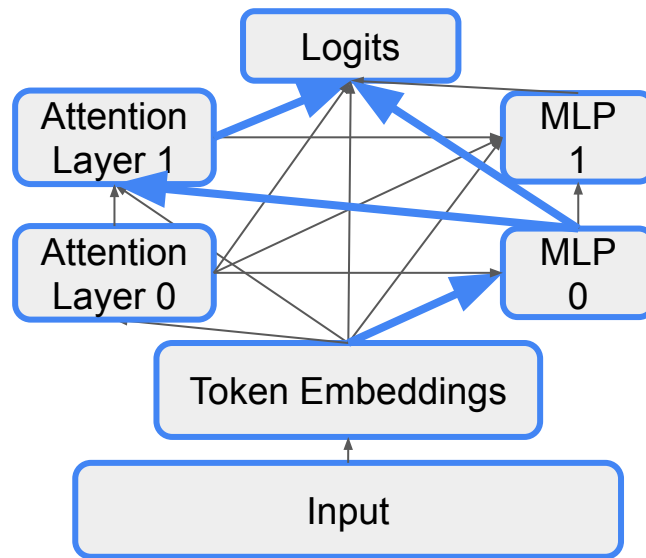 Logits
Attention
Layer 1
MLP
1
Attention
Layer 0
MLP
0
Token Embeddings
Input